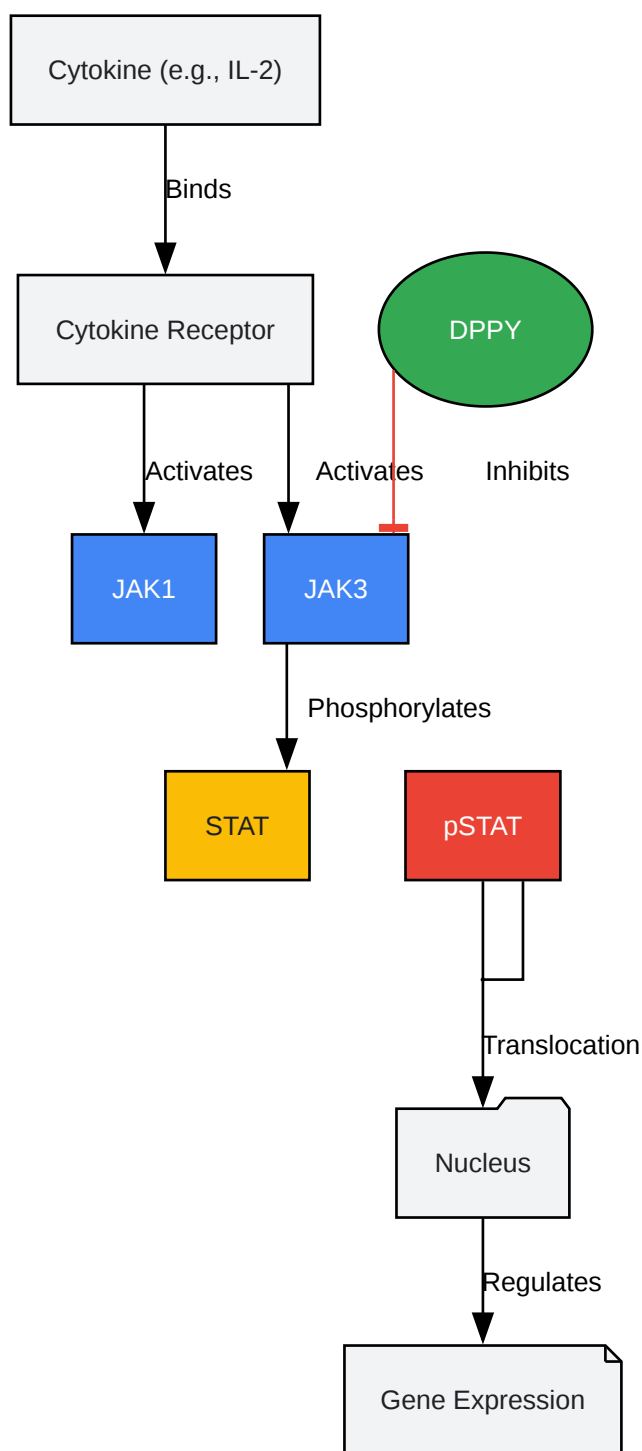 Cytokine (e.g., IL-2)
Binds
Cytokine Receptor
DPPY
Activates
Activates
Inhibits
JAK1
JAK3
Phosphorylates
STAT
pSTAT
Translocation
Nucleus
Regulates
Gene Expression